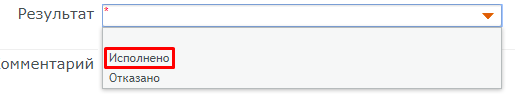 Результат *
Исполнено
омментарий
Отказано